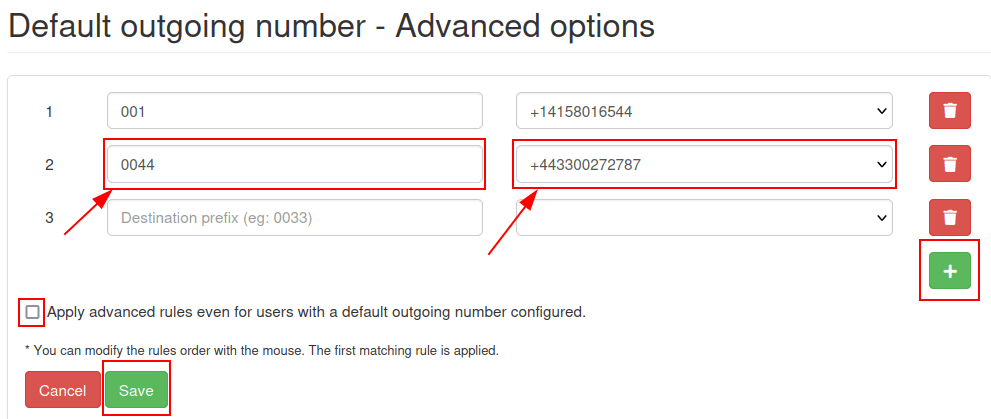 Default outgoing number - Advanced options
1 001 +14158016544
2 0044 +443300272787
3 Destination prefix (eg: 0033)
+
Apply advanced rules even for users with a default outgoing number configured.
* You can modify the rules order with the mouse. The first matching rule is applied.
Cancel Save